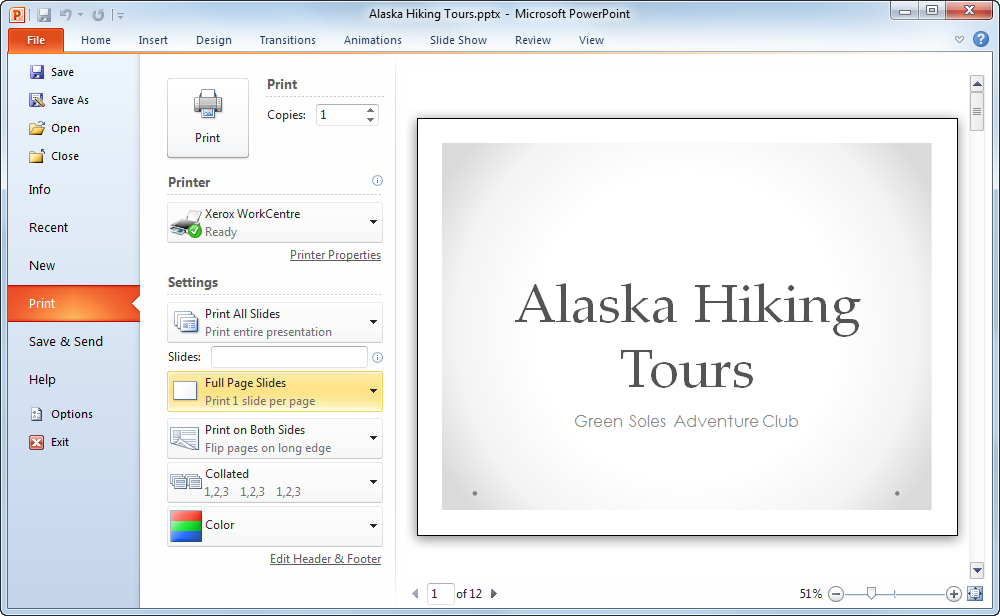 Alaska Hiking Tours.pptx - Microsoft PowerPoint
File Home Insert Design Transitions Animations Slide Show Review View
Save
Save As
Open
Close
Info
Recent
New
Print
Save & Send
Help
Options
Exit
Print
Print
Copies: 1
Printer
Xerox WorkCentre
Ready
Printer Properties
Settings
Print All Slides
Print entire presentation
Slides:
Full Page Slides
Print 1 slide per page
Print on Both Sides
Flip pages on long edge
Collated
1,2,3 1,2,3 1,2,3
Color
Edit Header & Footer
Alaska Hiking
Tours
Green Soles Adventure Club
1 of 12
51%